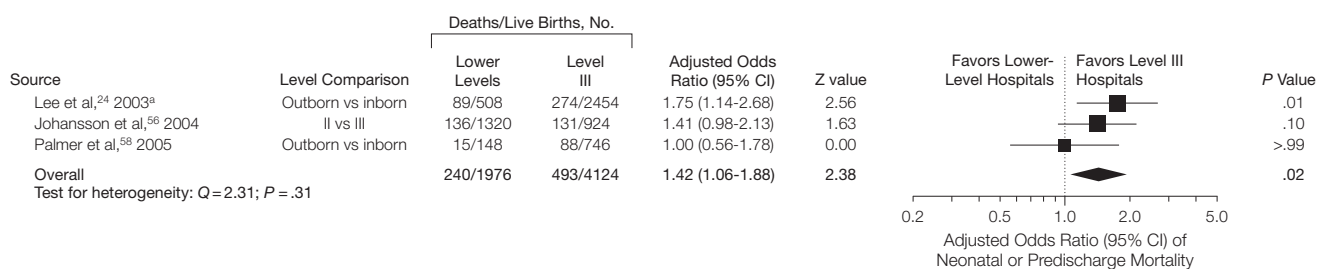 Deaths/Live Births, No.
Source Level Comparison Lower Levels Level III Adjusted Odds Ratio (95% CI) Z value Favors Lower-Level Hospitals Favors Level III Hospitals P Value
Lee et al,24 2003a Outborn vs inborn 89/508 274/2454 1.75 (1.14-2.68) 2.56 .01
Johansson et al,56 2004 II vs III 136/1320 131/924 1.41 (0.98-2.13) 1.63 .10
Palmer et al,58 2005 Outborn vs inborn 15/148 88/746 1.00 (0.56-1.78) 0.00 >.99
Overall 240/1976 493/4124 1.42 (1.06-1.88) 2.38 .02
Test for heterogeneity: Q=2.31; P=.31
0.2 0.5 1.0 2.0 5.0
Adjusted Odds Ratio (95% CI) of
Neonatal or Predischarge Mortality